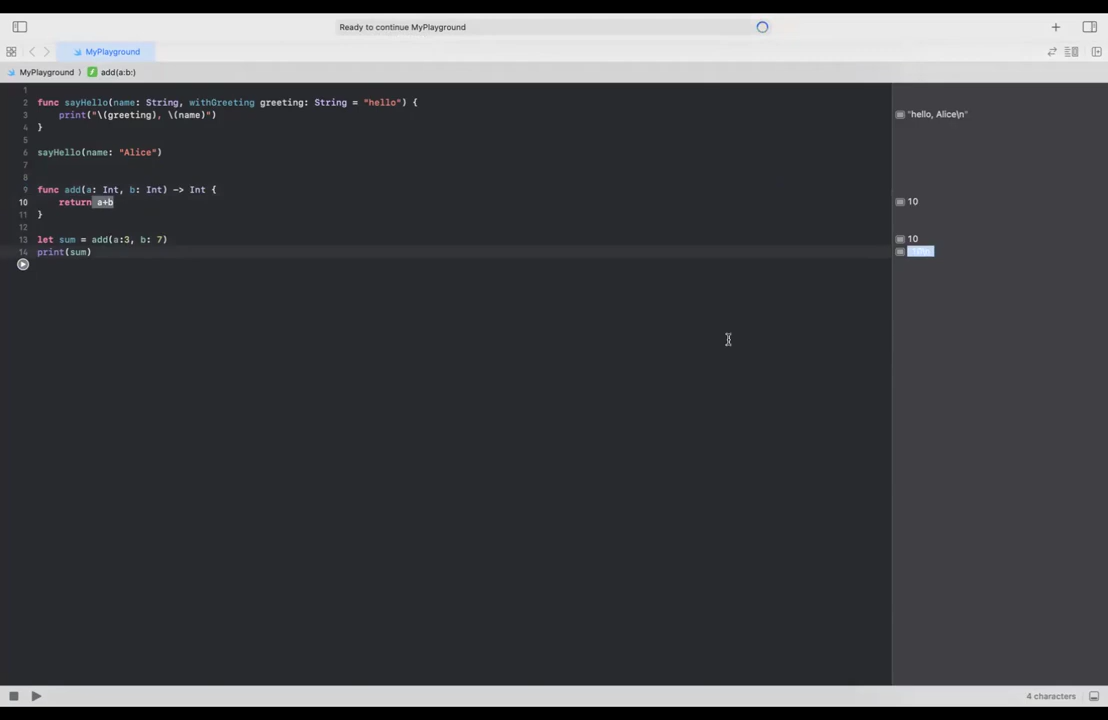 Ready to continue MyPlayground
MyPlayground
MyPlayground 〉 add(a:b:)
1
2 func sayHello(name: String, withGreeting greeting: String = "hello") {
3 print("\(greeting), \(name)") "hello, Alice\n"
4 }
5
6 sayHello(name: "Alice")
7
8
9 func add(a: Int, b: Int) -> Int {
10 return a+b 10
11 }
12
13 let sum = add(a:3, b: 7) 10
14 print(sum)
4 characters